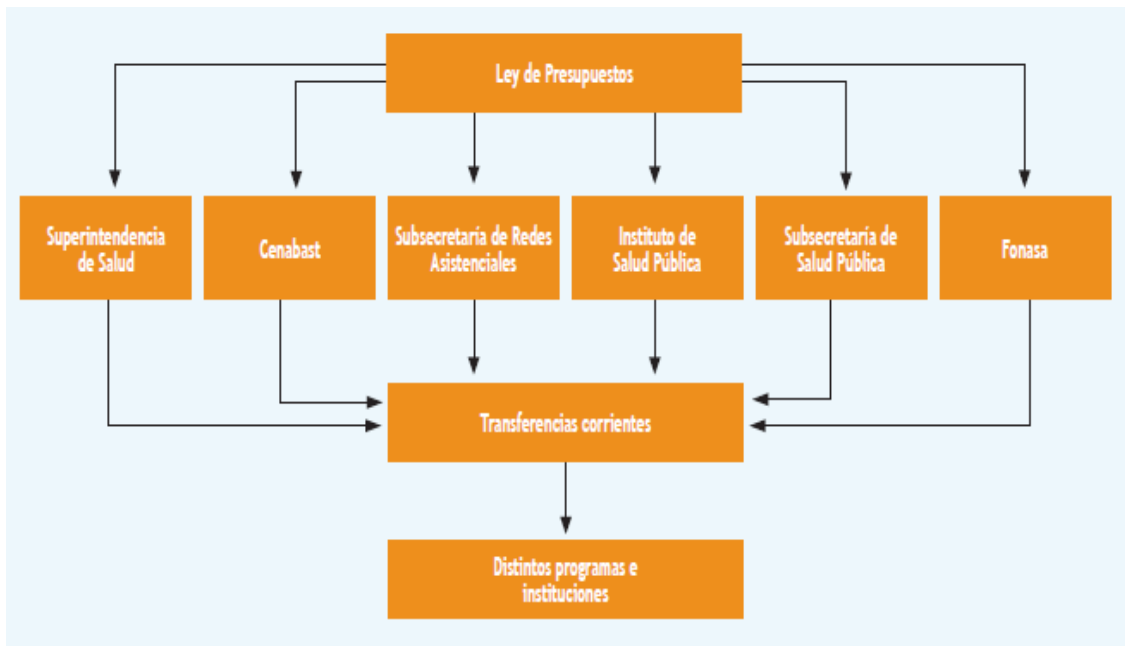 Ley de Presupuestos
Superintendencia
de Salud
Cenabast
Subsecretaría de Redes
Asistenciales
Instituto de
Salud Pública
Subsecretaría de
Salud Pública
Fonasa
Transferencias corrientes
Distintos programas e
instituciones